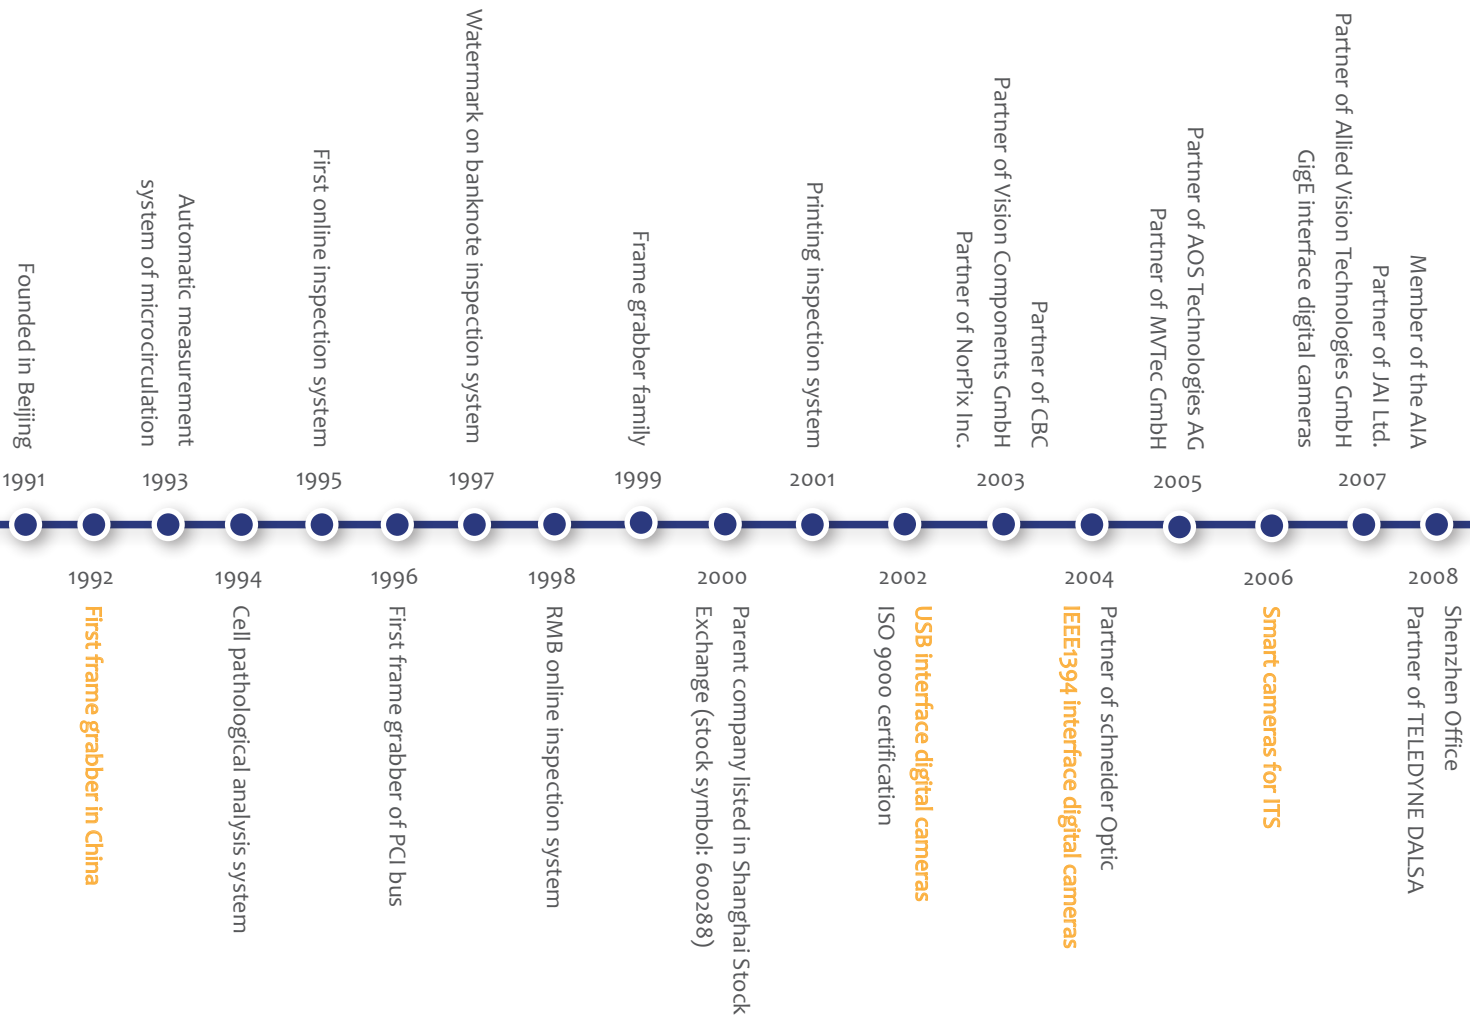 1991
Founded in Beijing
1992
First frame grabber in China
1993
Automatic measurement
system of microcirculation
1994
Cell pathological analysis system
1995
First online inspection system
1996
First frame grabber of PCI bus
1997
Watermark on banknote inspection system
1998
RMB online inspection system
1999
Frame grabber family
2000
Parent company listed in Shanghai Stock
Exchange (stock symbol: 600288)
2001
Printing inspection system
2002
USB interface digital cameras
ISO 9000 certification
2003
Partner of CBC
Partner of Vision Components GmbH
Partner of NorPix Inc.
2004
Partner of schneider Optic
IEEE1394 interface digital cameras
2005
Partner of AOS Technologies AG
Partner of MVTec GmbH
2006
Smart cameras for ITS
2007
Member of the AIA
Partner of JAI Ltd.
Partner of Allied Vision Technologies GmbH
GigE interface digital cameras
2008
Shenzhen Office
Partner of TELEDYNE DALSA